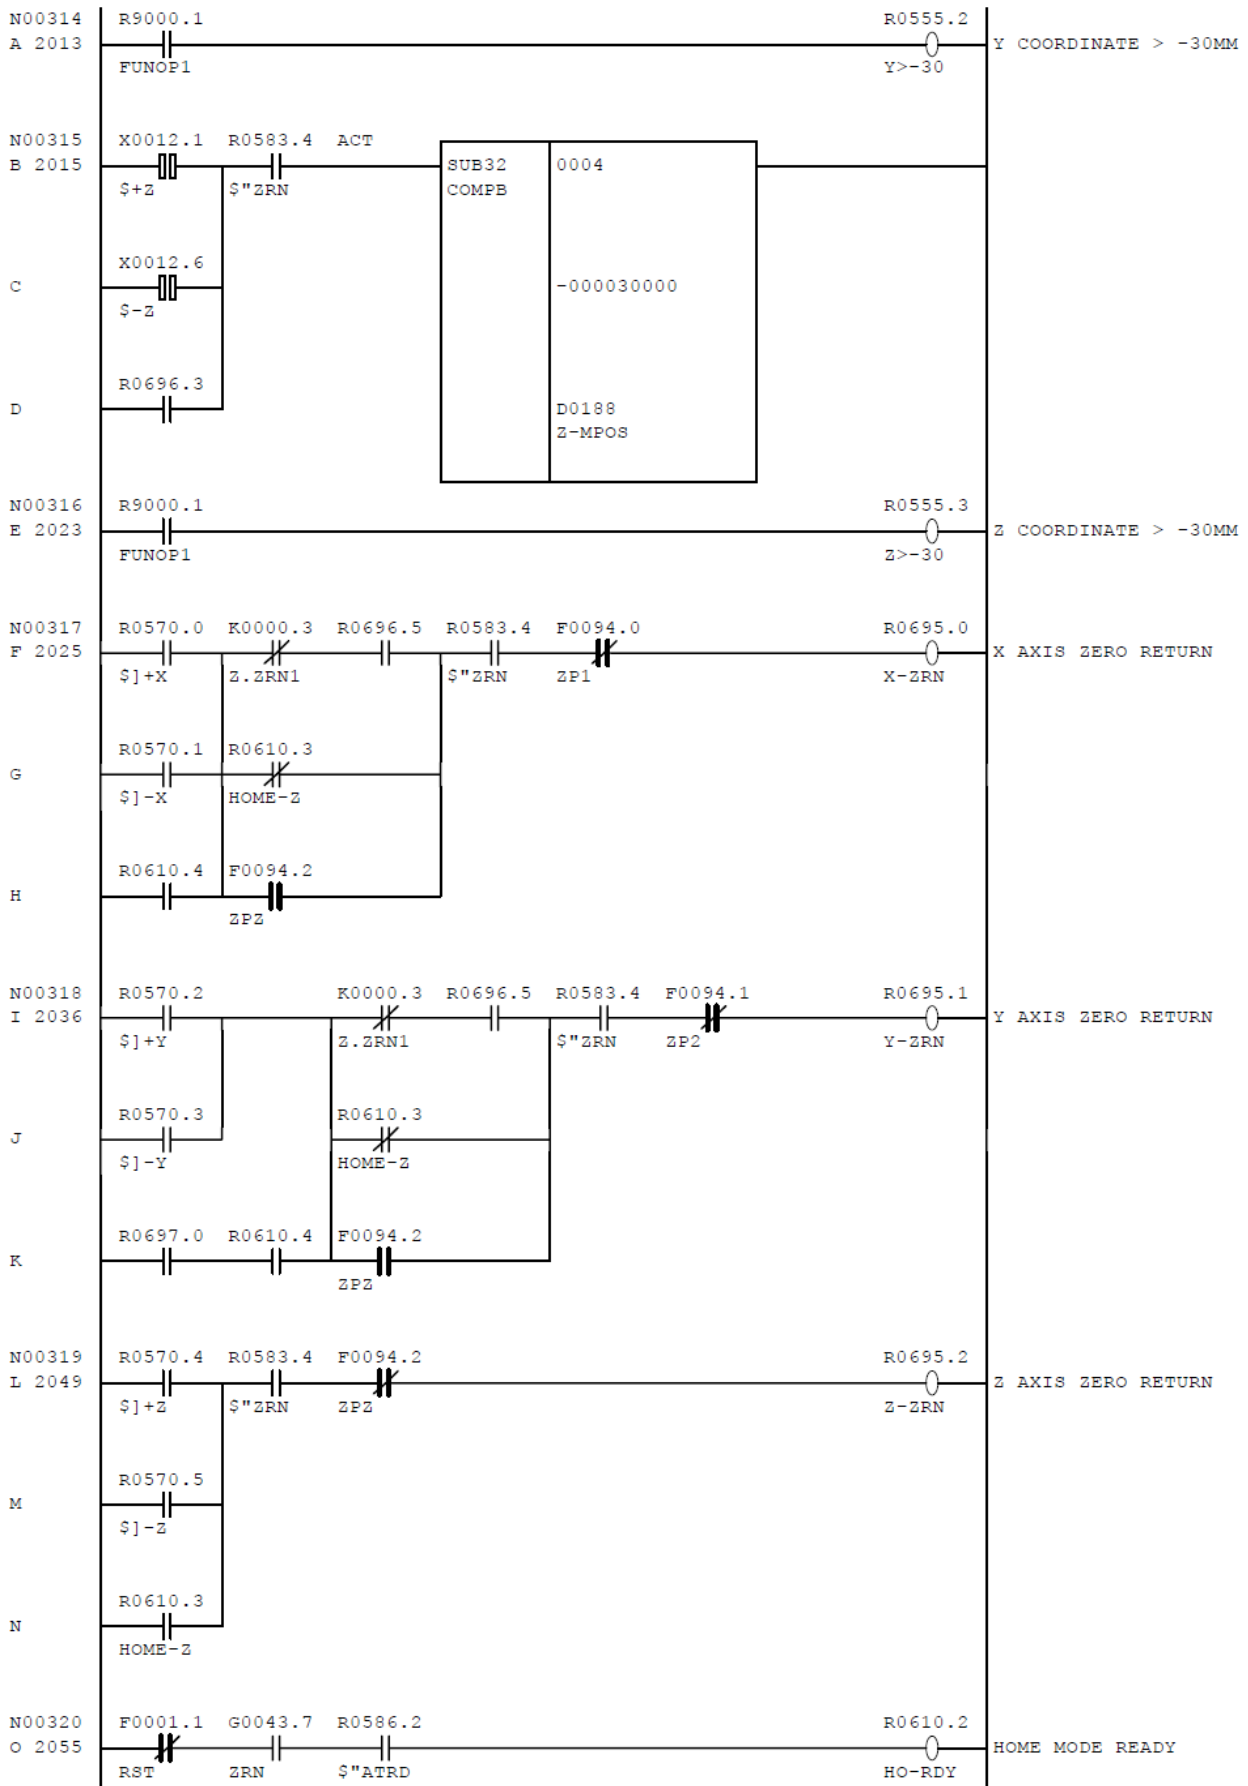 N00314 R9000.1 R0555.2
A 2013 Y COORDINATE > -30MM
FUNOP1 Y>-30
N00315 X0012.1 R0583.4 ACT
B 2015 SUB32 0004
$+Z $"ZRN COMPB
X0012.6
C -000030000
$-Z
R0696.3
D D0188
Z-MPOS
N00316 R9000.1 R0555.3
E 2023 Z COORDINATE > -30MM
FUNOP1 Z>-30
N00317 R0570.0 K0000.3 R0696.5 R0583.4 F0094.0 R0695.0
F 2025 X AXIS ZERO RETURN
$]+X Z.ZRN1 $"ZRN ZP1 X-ZRN
R0570.1 R0610.3
G
$]-X HOME-Z
R0610.4 F0094.2
H
ZPZ
N00318 R0570.2 K0000.3 R0696.5 R0583.4 F0094.1 R0695.1
I 2036 Y AXIS ZERO RETURN
$]+Y Z.ZRN1 $"ZRN ZP2 Y-ZRN
R0570.3 R0610.3
J
$]-Y HOME-Z
R0697.0 R0610.4 F0094.2
K
ZPZ
N00319 R0570.4 R0583.4 F0094.2 R0695.2
L 2049 Z AXIS ZERO RETURN
$]+Z $"ZRN ZPZ Z-ZRN
R0570.5
M
$]-Z
R0610.3
N
HOME-Z
N00320 F0001.1 G0043.7 R0586.2 R0610.2
O 2055 HOME MODE READY
RST ZRN $"ATRD HO-RDY